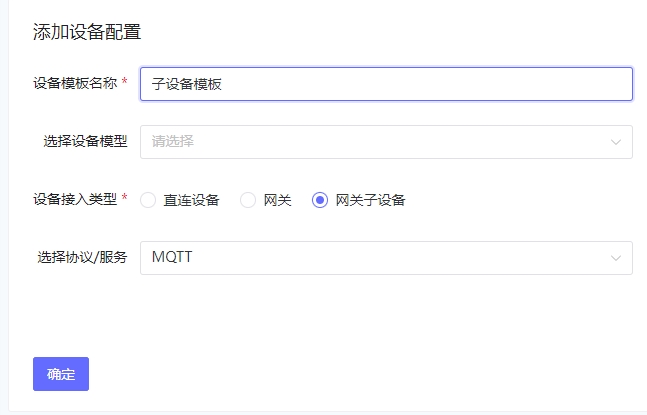 添加设备配置
设备模板名称 * 子设备模板
选择设备模型 请选择
设备接入类型 * 直连设备 网关 网关子设备
选择协议/服务 MQTT
确定